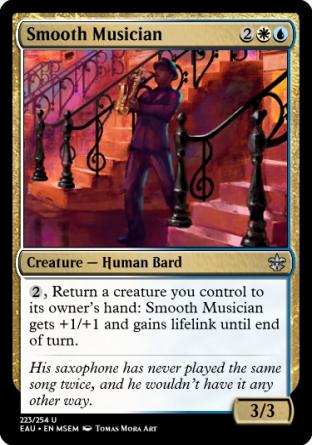 Smooth Musician 2
Creature — Human Bard
2, Return a creature you control to
its owner's hand: Smooth Musician
gets +1/+1 and gains lifelink until end
of turn.
His saxophone has never played the same
song twice, and he wouldn't have it any
other way.
3/3
223/254 U
EAU • EN MSEM Tomas Mora Art